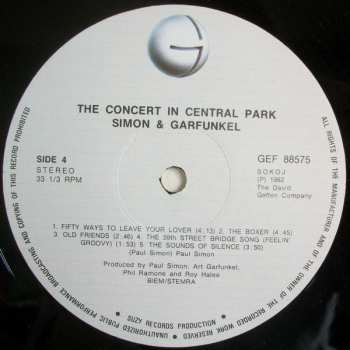 THE CONCERT IN CENTRAL PARK
SIMON & GARFUNKEL
SIDE 4
STEREO
33 1/3 RPM
GEF 88575
SOKOJ
(P) 1982
The David
Geffen Company
1. FIFTY WAYS TO LEAVE YOUR LOVER (4:13) 2. THE BOXER (4:45)
3. OLD FRIENDS (2:46) 4. THE 59th STREET BRIDGE SONG (FEELIN'
GROOVY) (1:53) 5. THE SOUNDS OF SILENCE (3:50)
(Paul Simon) Paul Simon
Produced by Paul Simon, Art Garfunkel,
Phil Ramone and Roy Halee
BIEM/STEMRA
ALL RIGHTS OF THE MANUFACTURER AND OF THE OWNER OF THE RECORDED WORK RESERVED • UNAUTHORIZED PUBLIC PERFORMANCE BROADCASTING AND COPYING OF THIS RECORD PROHIBITED
RECORDS PRODUCTION